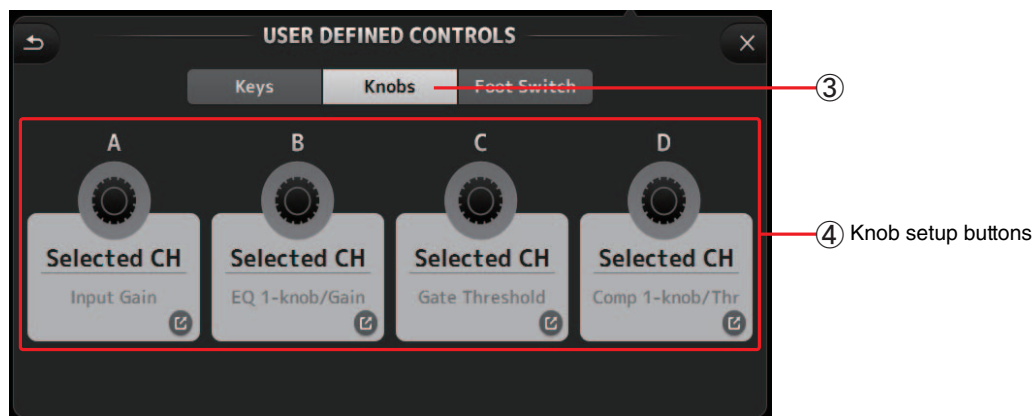 USER DEFINED CONTROLS
Keys Knobs Foot Switch
③
A B C D
Selected CH Selected CH Selected CH Selected CH
Input Gain EQ 1-knob/Gain Gate Threshold Comp 1-knob/Thr
④ Knob setup buttons